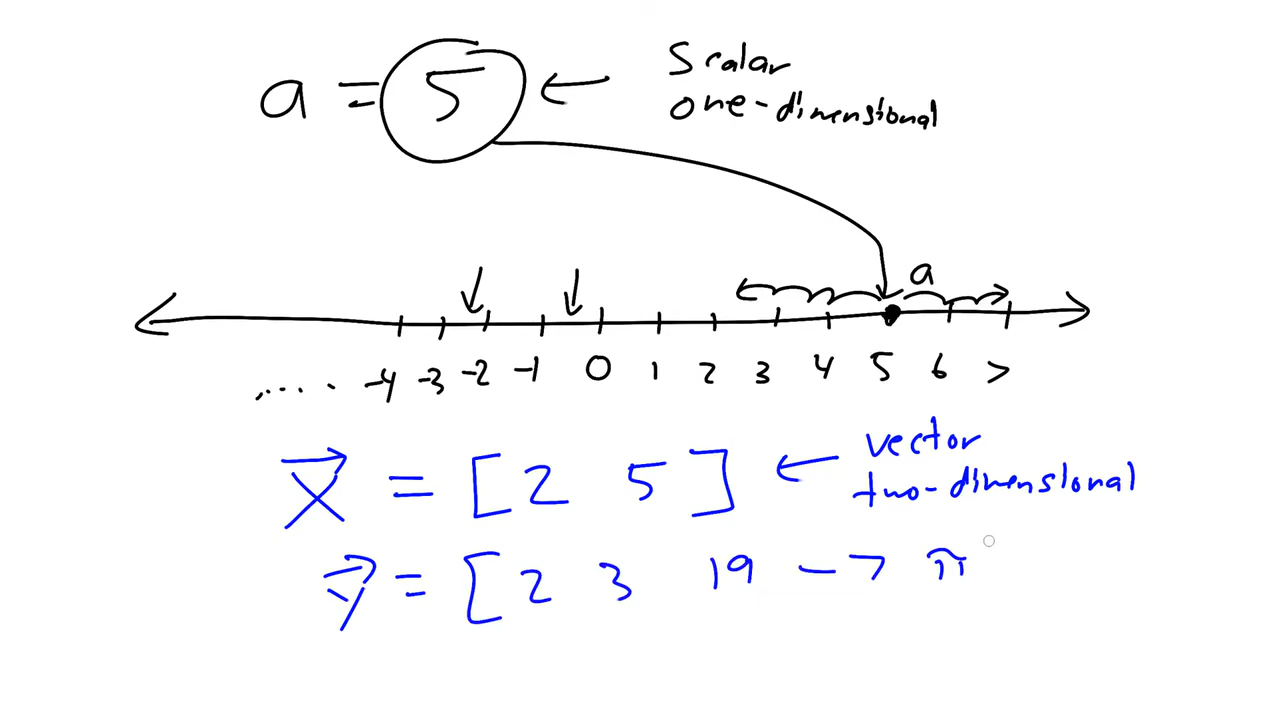 a = 5 ← Scalar
one-dimensional
a
..... -4 -3 -2 -1 0 1 2 3 4 5 6 >
x⃗ = [2 5] ← vector
two-dimensional
y⃗ = [2 3 19 -7 π